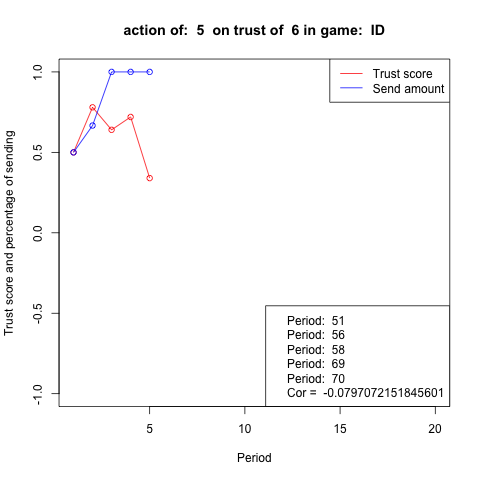 action of:  5  on trust of  6 in game:  ID
Trust score
Send amount
Trust score and percentage of sending
1.0
0.5
0.0
-0.5
-1.0
Period:  51
Period:  56
Period:  58
Period:  69
Period:  70
Cor =  -0.0797072151845601
5
10
15
20
Period